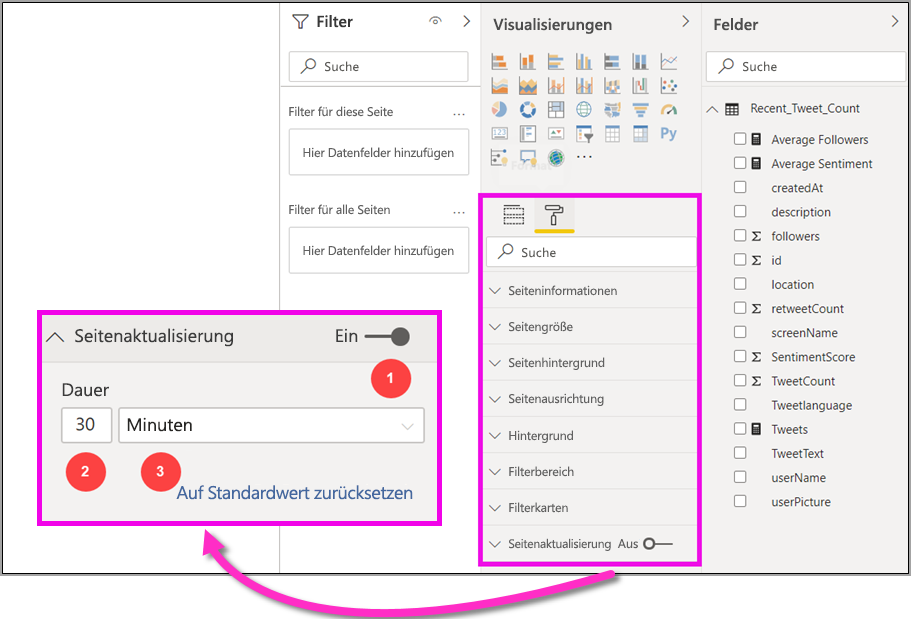 Filter
Suche
Filter für diese Seite ...
Hier Datenfelder hinzufügen
Filter für alle Seiten ...
Hier Datenfelder hinzufügen
Seitenaktualisierung Ein
1
Dauer
30 Minuten
2 3
Auf Standardwert zurücksetzen
Visualisierungen
123
Py
...
Suche
Seiteninformationen
Seitengröße
Seitenhintergrund
Seitenausrichtung
Hintergrund
Filterbereich
Filterkarten
Seitenaktualisierung Aus
Felder
Suche
Recent_Tweet_Count
Average Followers
Average Sentiment
createdAt
description
Σ followers
Σ id
location
Σ retweetCount
screenName
Σ SentimentScore
Σ TweetCount
Tweetlanguage
Tweets
TweetText
userName
userPicture